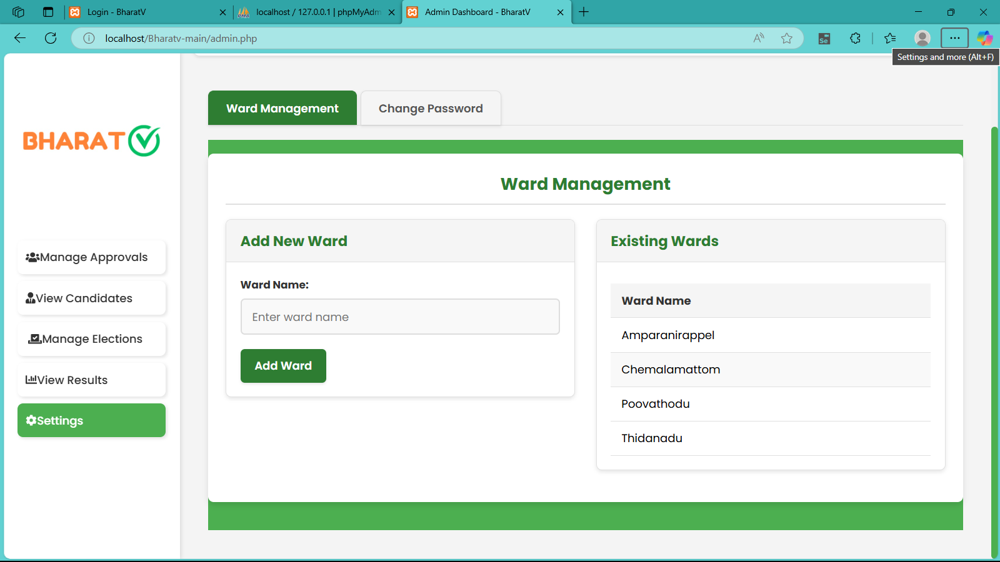 Login - BharatV
localhost / 127.0.0.1 | phpMyAdm
Admin Dashboard - BharatV
localhost/Bharatv-main/admin.php
Se
Settings and more (Alt+F)
BHARAT V
Ward Management
Change Password
Ward Management
Manage Approvals
View Candidates
Manage Elections
View Results
Settings
Add New Ward
Ward Name:
Enter ward name
Add Ward
Existing Wards
Ward Name
Amparanirappel
Chemalamattom
Poovathodu
Thidanadu